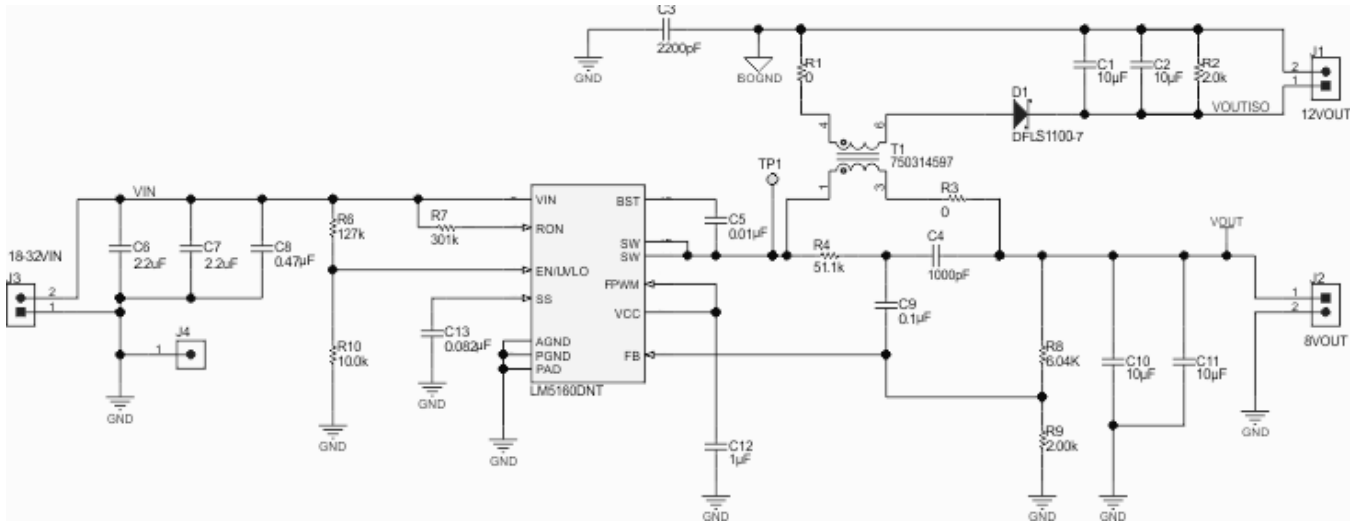 C3
2200pF
GND
BOGND
R1
0
C1
10µF
C2
10µF
R2
2.0k
J1
2
1
12VOUT
D1
DFLS1100-7
VOUTISO
4
6
T1
750314597
1
3
TP1
R3
0
VIN
18-32VIN
J3
2
1
C6
2.2uF
C7
2.2uF
C8
0.47µF
R6
127k
R7
301k
VIN
RON
EN/UVLO
SS
AGND
PGND
PAD
BST
SW
SW
FPWM
VCC
FB
LM5160DNT
C5
0.01µF
R4
51.1k
C4
1000pF
C9
0.1µF
VOUT
J2
1
2
8VOUT
J4
1
R10
10.0k
C13
0.082µF
R8
6.04K
R9
2.00k
C10
10µF
C11
10µF
C12
1µF
GND
GND
GND
GND
GND
GND
GND
GND